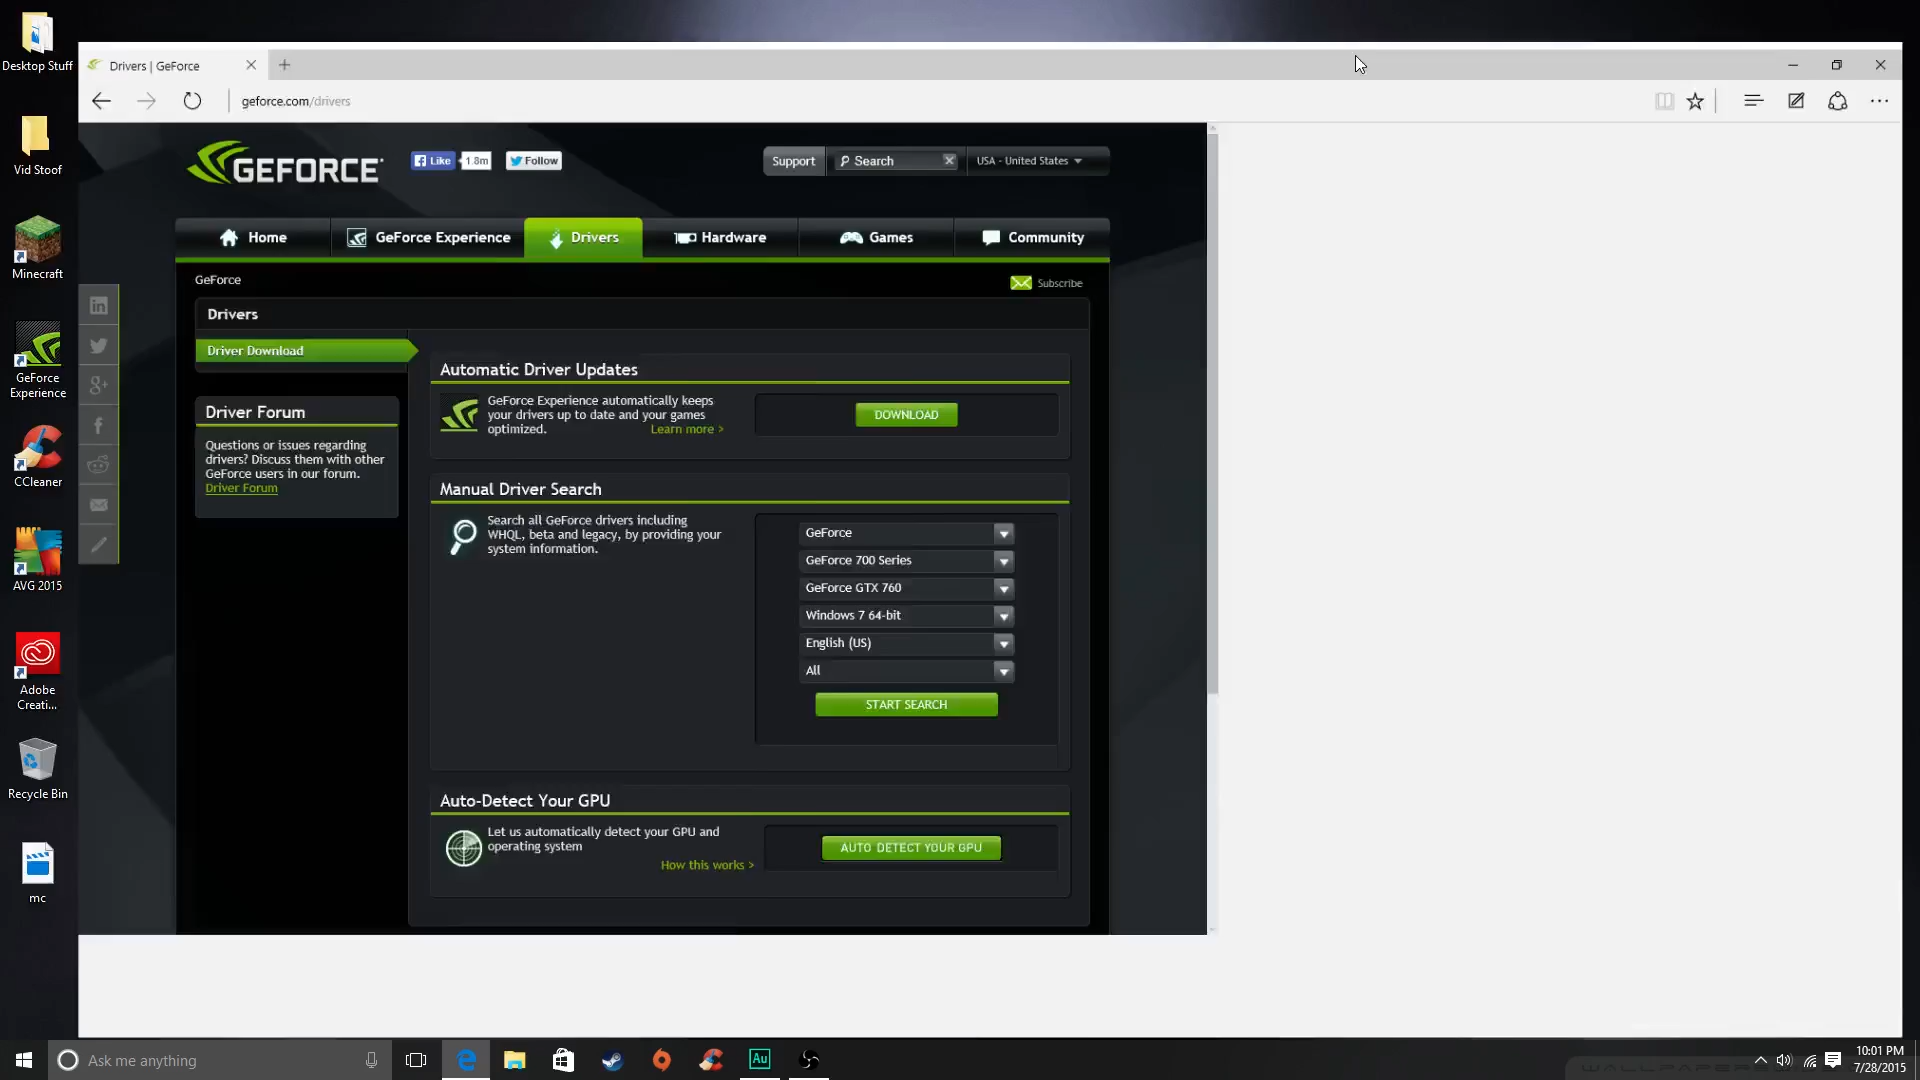 Desktop Stuff
Vid Stoof
Minecraft
GeForce
Experience
CCleaner
AVG 2015
Adobe
Creati...
Recycle Bin
mc
Drivers | GeForce
geforce.com/drivers
GEFORCE
Like
1.8m
Follow
Support
Search
USA - United States
Home
GeForce Experience
Drivers
Hardware
Games
Community
GeForce
Subscribe
Drivers
Driver Download
Driver Forum
Questions or issues regarding
drivers? Discuss them with other
GeForce users in our forum.
Driver Forum
Automatic Driver Updates
GeForce Experience automatically keeps
your drivers up to date and your games
optimized.
Learn more >
DOWNLOAD
Manual Driver Search
Search all GeForce drivers including
WHQL, beta and legacy, by providing your
system information.
GeForce
GeForce 700 Series
GeForce GTX 760
Windows 7 64-bit
English (US)
All
START SEARCH
Auto-Detect Your GPU
Let us automatically detect your GPU and
operating system
How this works >
AUTO DETECT YOUR GPU
Ask me anything
Au
10:01 PM
7/28/2015